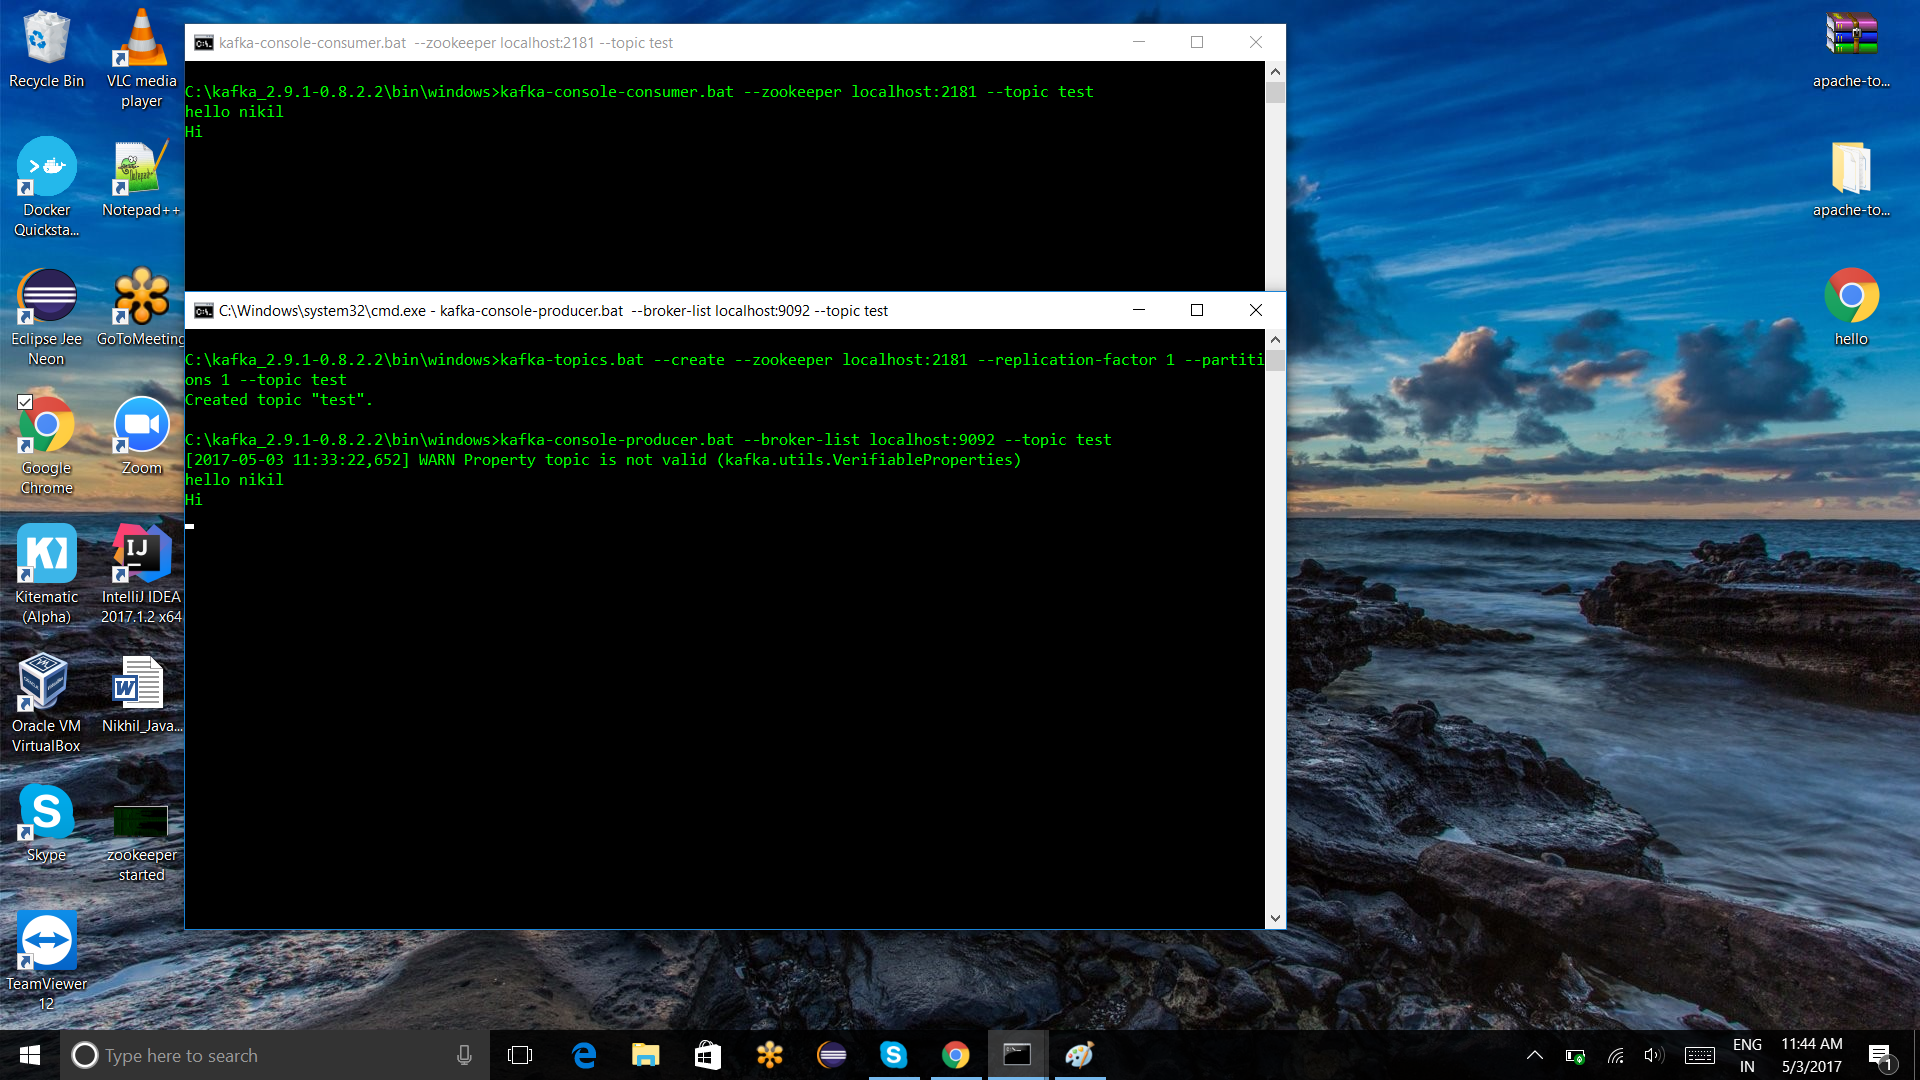 Recycle Bin
VLC media
player
Docker
Quicksta...
Notepad++
Eclipse Jee
Neon
GoToMeeting
Google
Chrome
Zoom
Kitematic
(Alpha)
IntelliJ IDEA
2017.1.2 x64
Oracle VM
VirtualBox
Nikhil_Java...
Skype
zookeeper
started
TeamViewer
12
kafka-console-consumer.bat --zookeeper localhost:2181 --topic test
C:\kafka_2.9.1-0.8.2.2\bin\windows>kafka-console-consumer.bat --zookeeper localhost:2181 --topic test
hello nikil
Hi
C:\Windows\system32\cmd.exe - kafka-console-producer.bat --broker-list localhost:9092 --topic test
C:\kafka_2.9.1-0.8.2.2\bin\windows>kafka-topics.bat --create --zookeeper localhost:2181 --replication-factor 1 --partiti
ons 1 --topic test
Created topic "test".
C:\kafka_2.9.1-0.8.2.2\bin\windows>kafka-console-producer.bat --broker-list localhost:9092 --topic test
[2017-05-03 11:33:22,652] WARN Property topic is not valid (kafka.utils.VerifiableProperties)
hello nikil
Hi
apache-to...
apache-to...
hello
Type here to search
ENG
IN
11:44 AM
5/3/2017
1